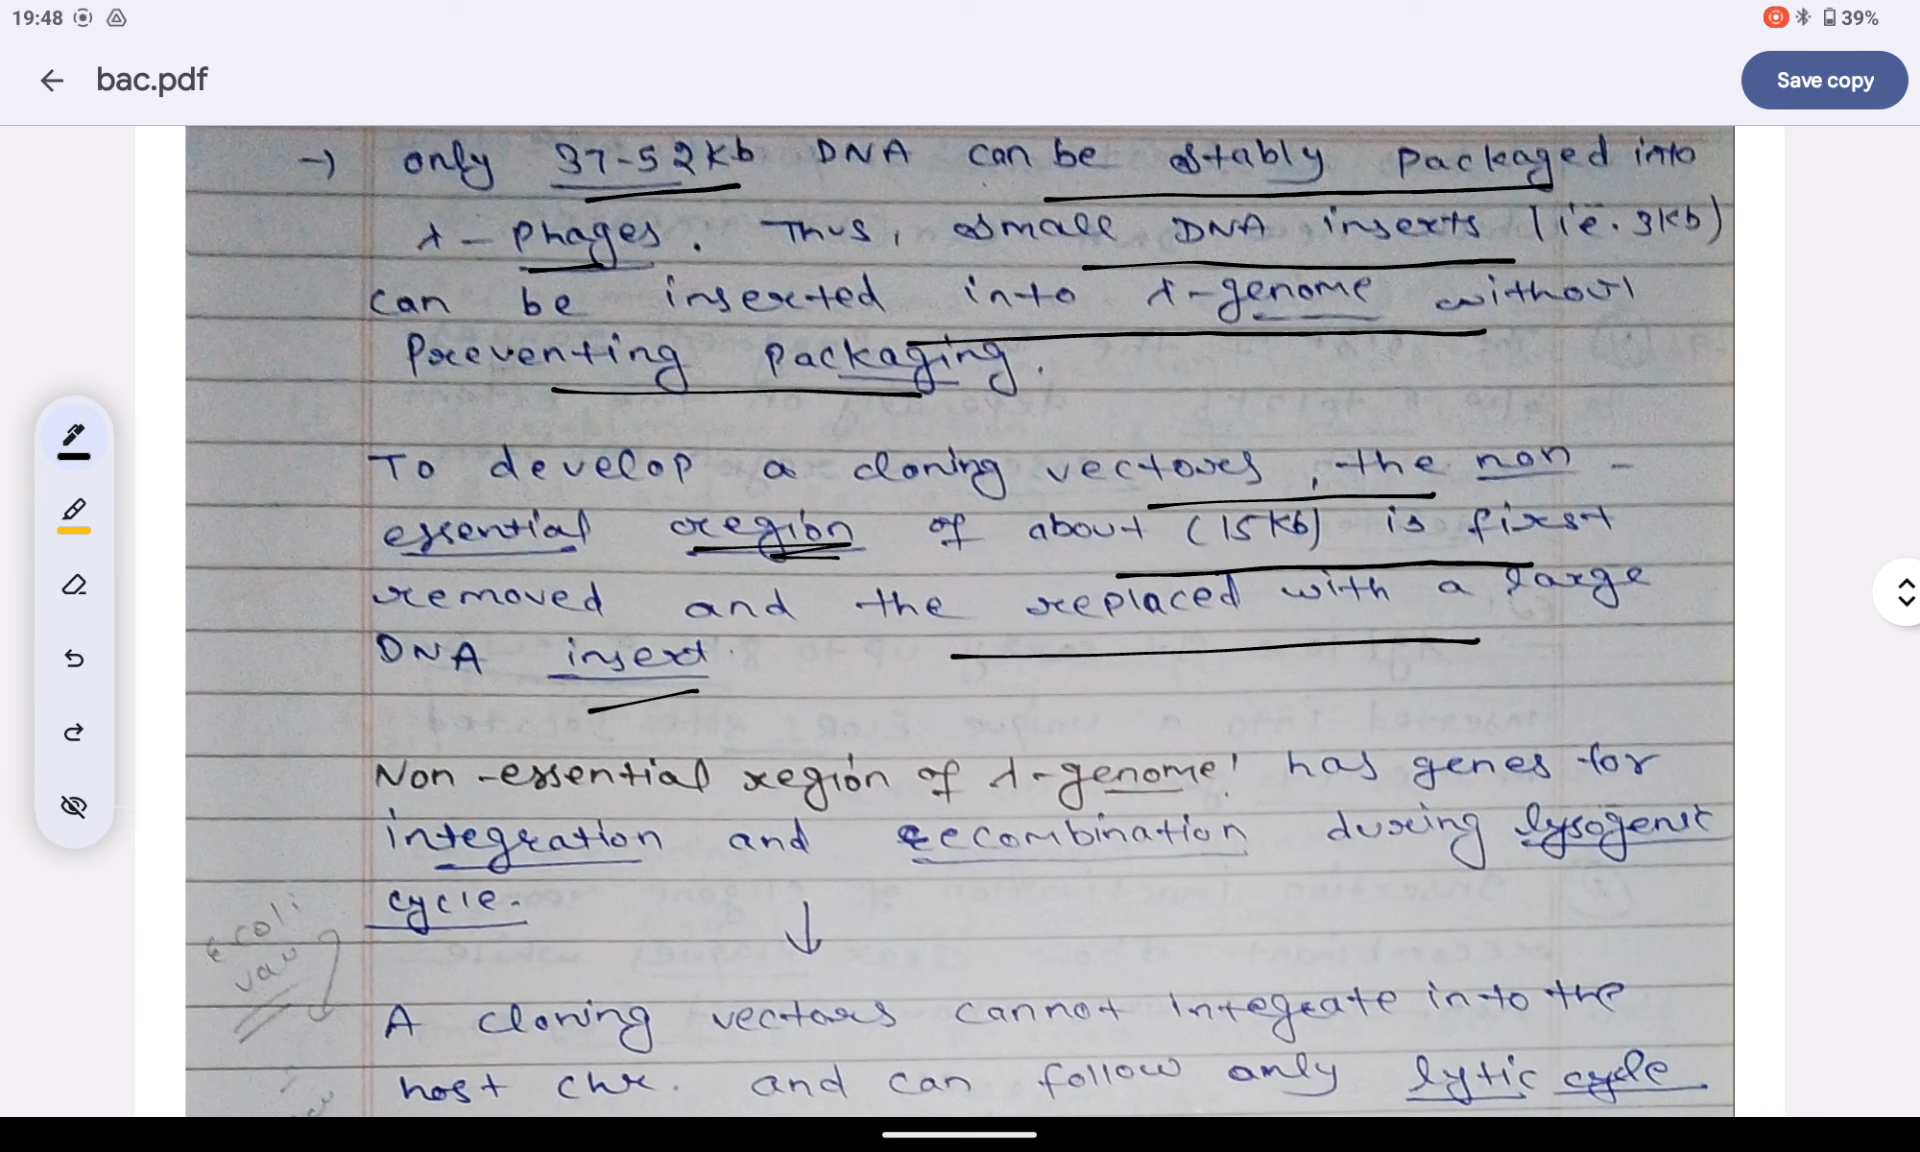 19:48 39%
bac.pdf
Save copy
→ only 37-52kb DNA can be stably packaged into
λ-phages. Thus, small DNA inserts (ie. 3kb)
can be inserted into λ-genome without
Preventing packaging.
To develop a cloning vectors, the non-
essential region of about (15kb) is first
removed and the replaced with a large
DNA insert.
Non-essential region of λ-genome! has genes for
integration and recombination during lysogenic
cycle.
↓
E coli
A cloning vectors cannot integrate into the
host chr. and can follow only lytic cycle